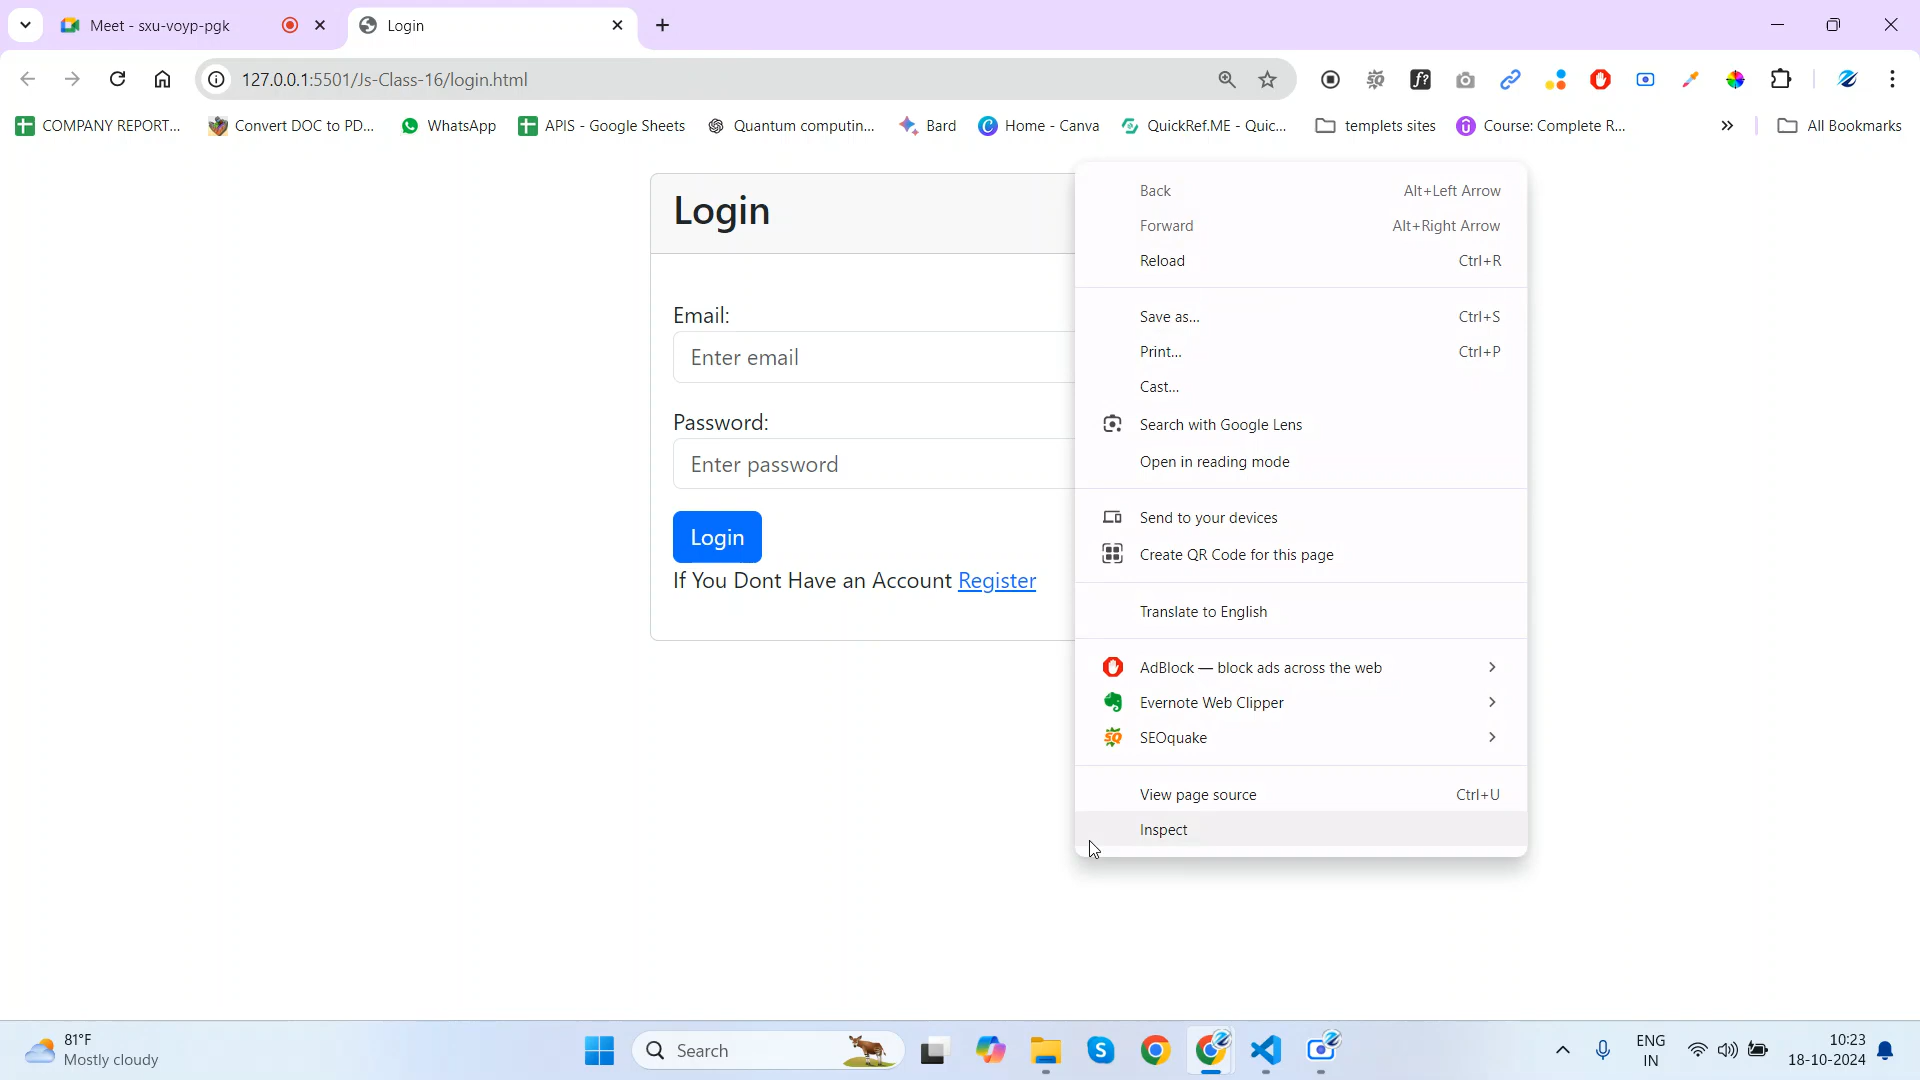 Meet - sxu-voyp-pgk
Login
127.0.0.1:5501/Js-Class-16/login.html
COMPANY REPORT...
Convert DOC to PD...
WhatsApp
APIS - Google Sheets
Quantum computin...
Bard
Home - Canva
QuickRef.ME - Quic...
templets sites
Course: Complete R...
All Bookmarks
Login
Email:
Enter email
Password:
Enter password
Login
If You Dont Have an Account Register
Back Alt+Left Arrow
Forward Alt+Right Arrow
Reload Ctrl+R
Save as... Ctrl+S
Print... Ctrl+P
Cast...
Search with Google Lens
Open in reading mode
Send to your devices
Create QR Code for this page
Translate to English
AdBlock — block ads across the web
Evernote Web Clipper
SEOquake
View page source Ctrl+U
Inspect
81°F
Mostly cloudy
Search
ENG
IN
10:23
18-10-2024